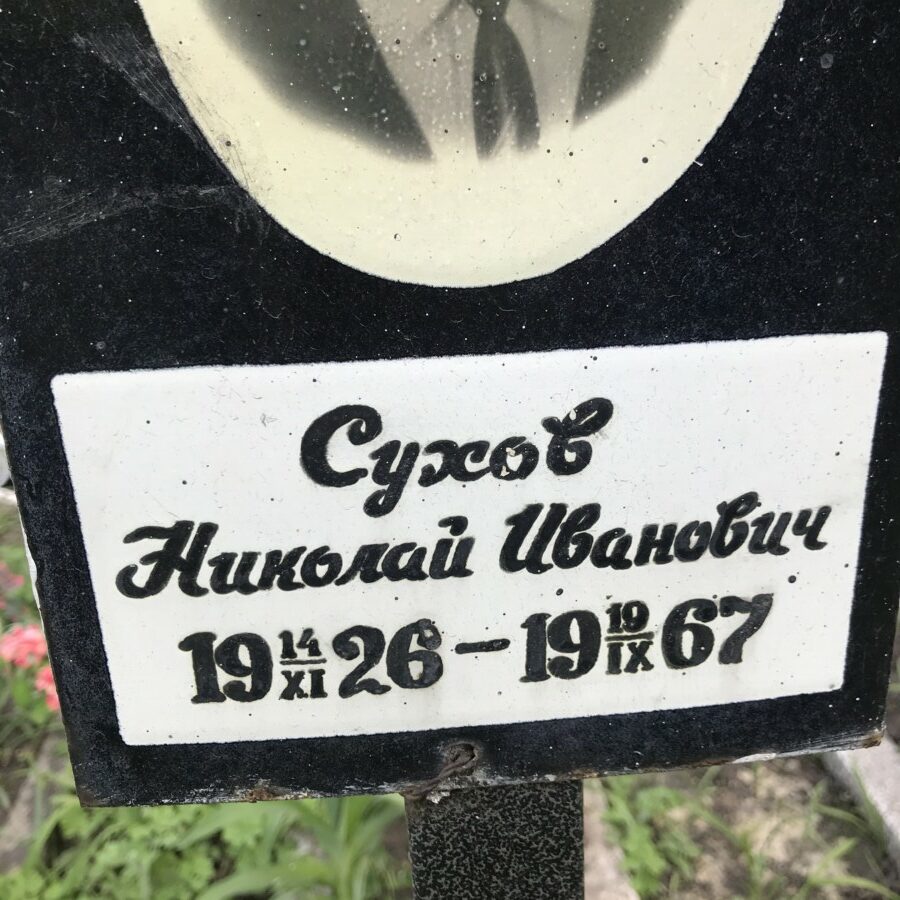 Сухов
Николай Иванович
19 14/XI 26 – 19 19/IX 67